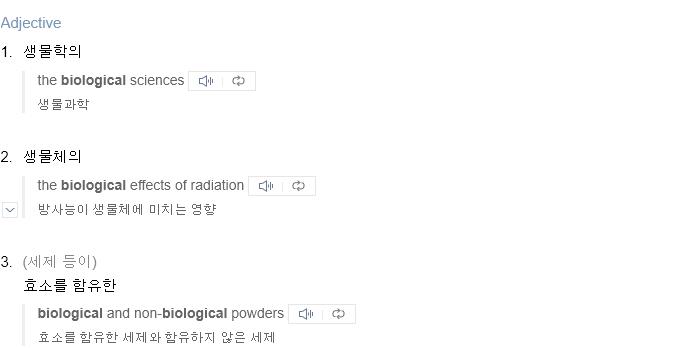 Adjective
1. 생물학의
the biological sciences
생물과학
2. 생물체의
the biological effects of radiation
방사능이 생물체에 미치는 영향
3. (세제 등이)
효소를 함유한
biological and non-biological powders
효소를 함유한 세제와 함유하지 않은 세제